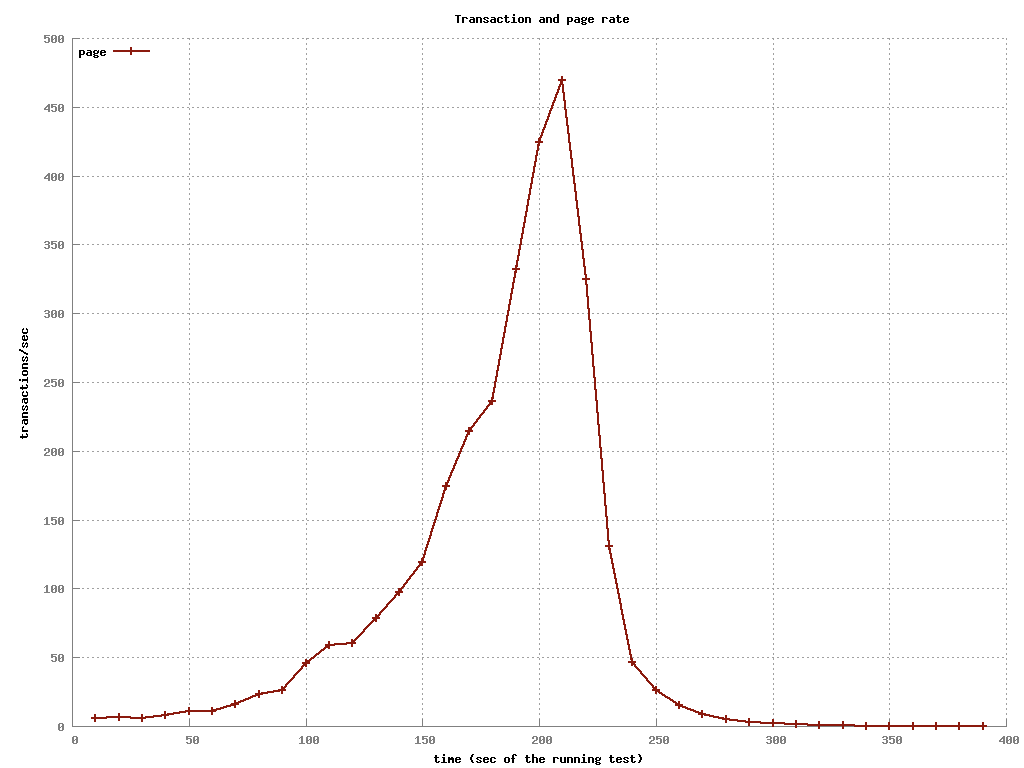 Transaction and page rate
500
page
450
400
350
300
250
200
150
100
50
0
transactions/sec
0 50 100 150 200 250 300 350 400
time (sec of the running test)